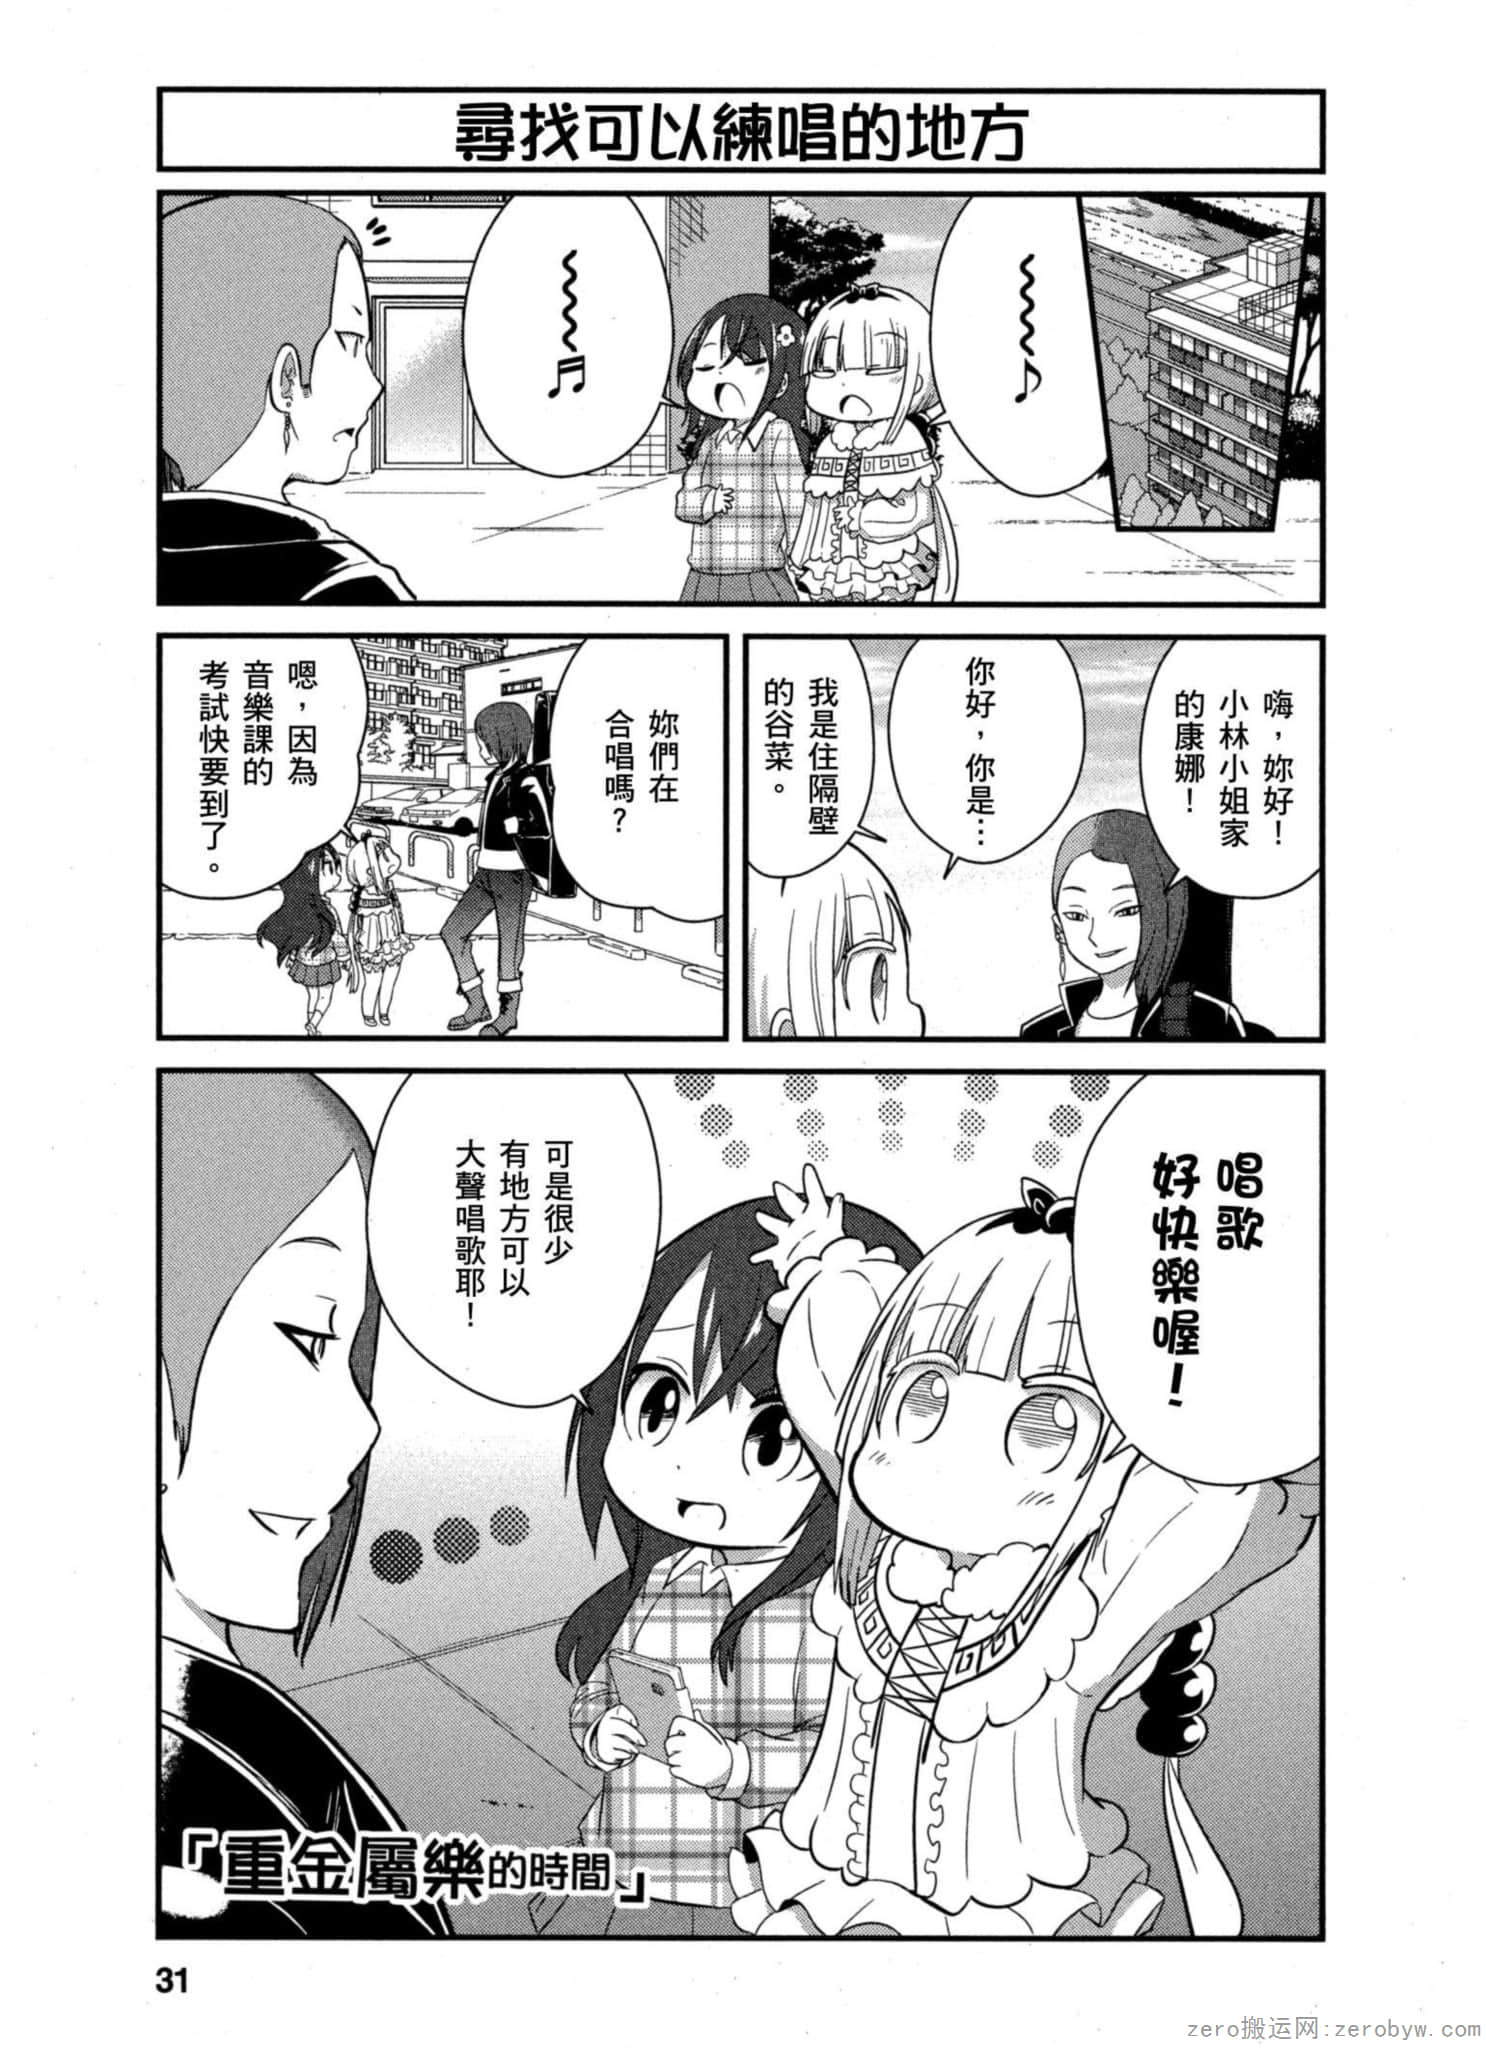 尋找可以練唱的地方
嗨，妳好！
小林小姐家
的康娜！
你好，你是…
我是住隔壁
的谷菜。
妳們在
合唱嗎？
嗯，因為
音樂課的
考試快要到了。
唱歌
好快樂喔！
可是很少
有地方可以
大聲唱歌耶！
「重金屬樂的時間」
31
zero搬运网:zerobyw.com